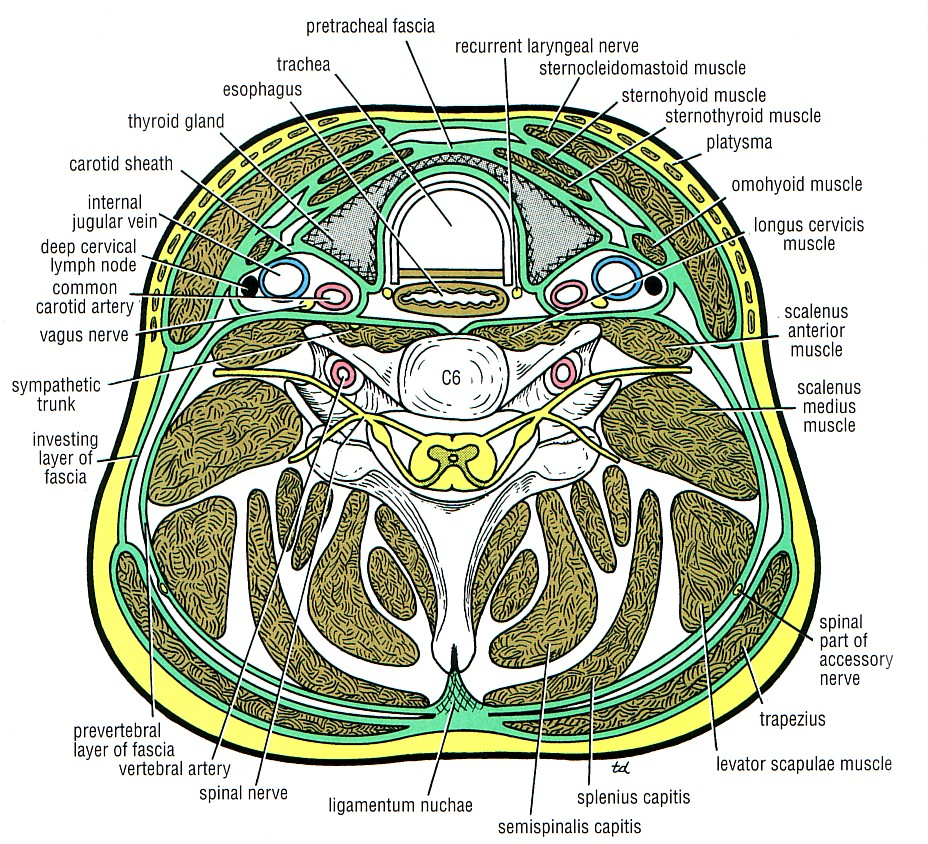 pretracheal fascia
recurrent laryngeal nerve
trachea
sternocleidomastoid muscle
esophagus
sternohyoid muscle
sternothyroid muscle
thyroid gland
platysma
carotid sheath
omohyoid muscle
internal
jugular vein
longus cervicis
muscle
deep cervical
lymph node
common
carotid artery
scalenus
anterior
muscle
vagus nerve
C6
sympathetic
trunk
scalenus
medius
muscle
investing
layer of
fascia
spinal
part of
accessory
nerve
trapezius
prevertebral
layer of fascia
vertebral artery
levator scapulae muscle
td
spinal nerve
splenius capitis
ligamentum nuchae
semispinalis capitis